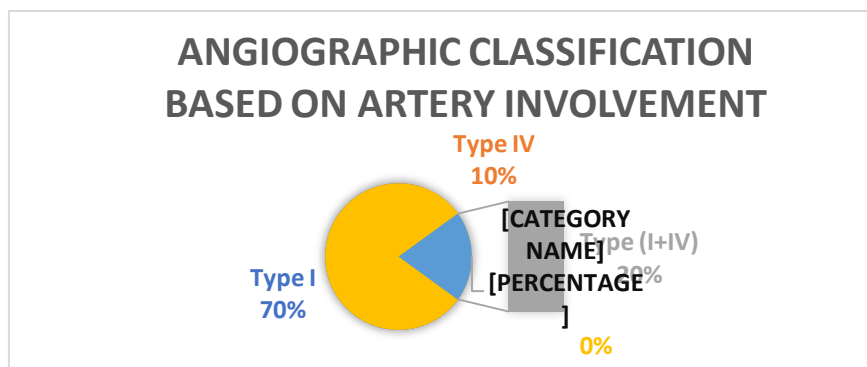 ANGIOGRAPHIC CLASSIFICATION
BASED ON ARTERY INVOLVEMENT
Type IV
10%
[CATEGORY
NAME]
[PERCENTAGE
]
Type (I+IV)
20%
Type I
70%
0%